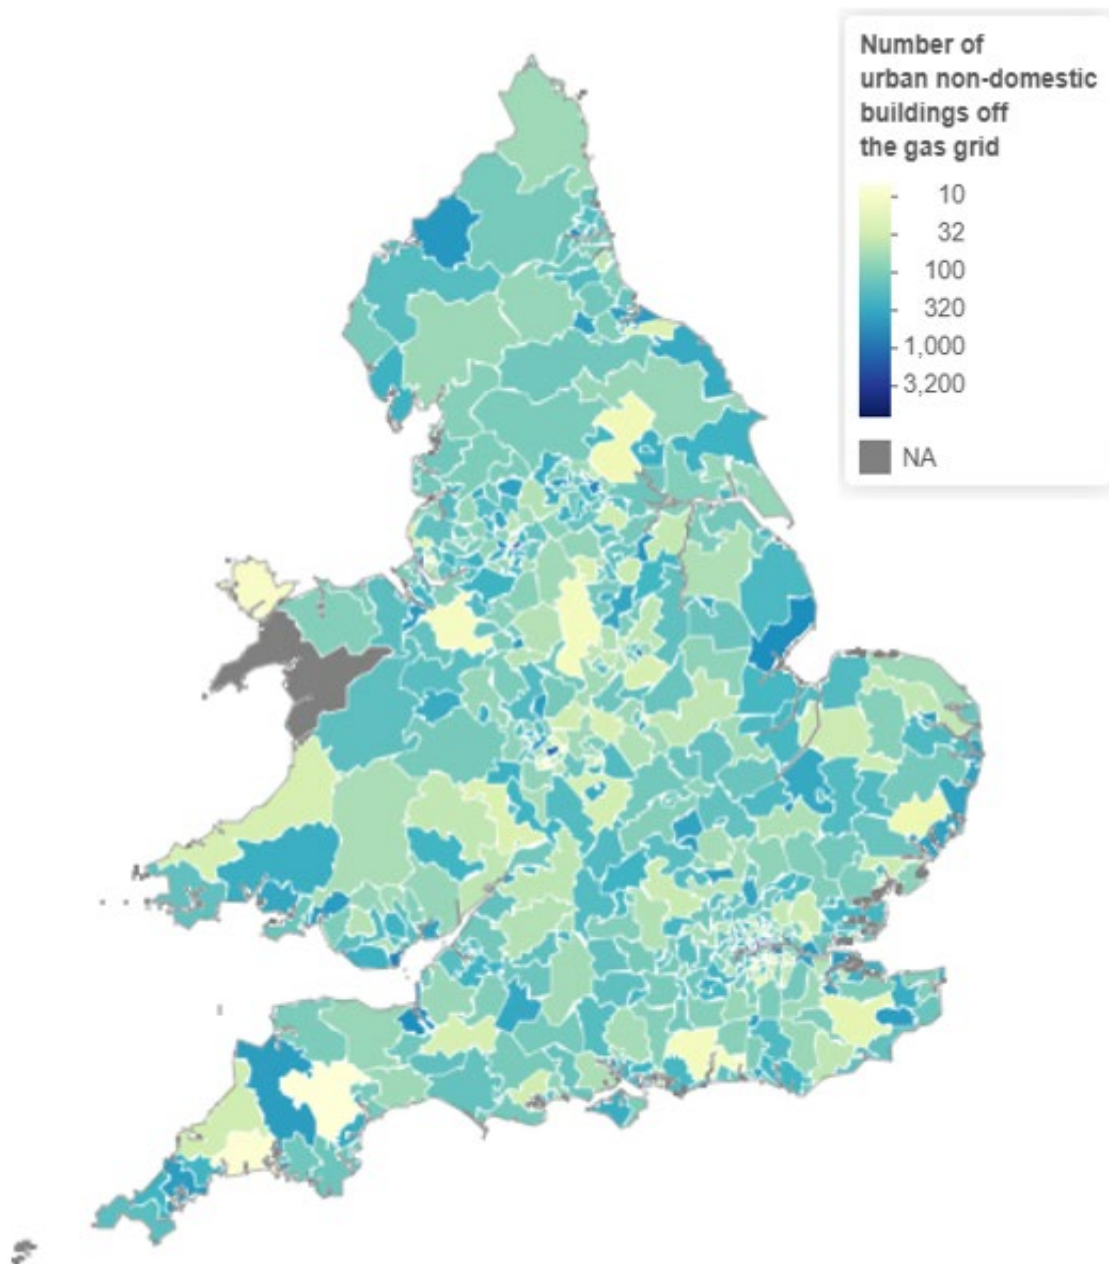 Number of
urban non-domestic
buildings off
the gas grid
10
32
100
320
1,000
3,200
NA